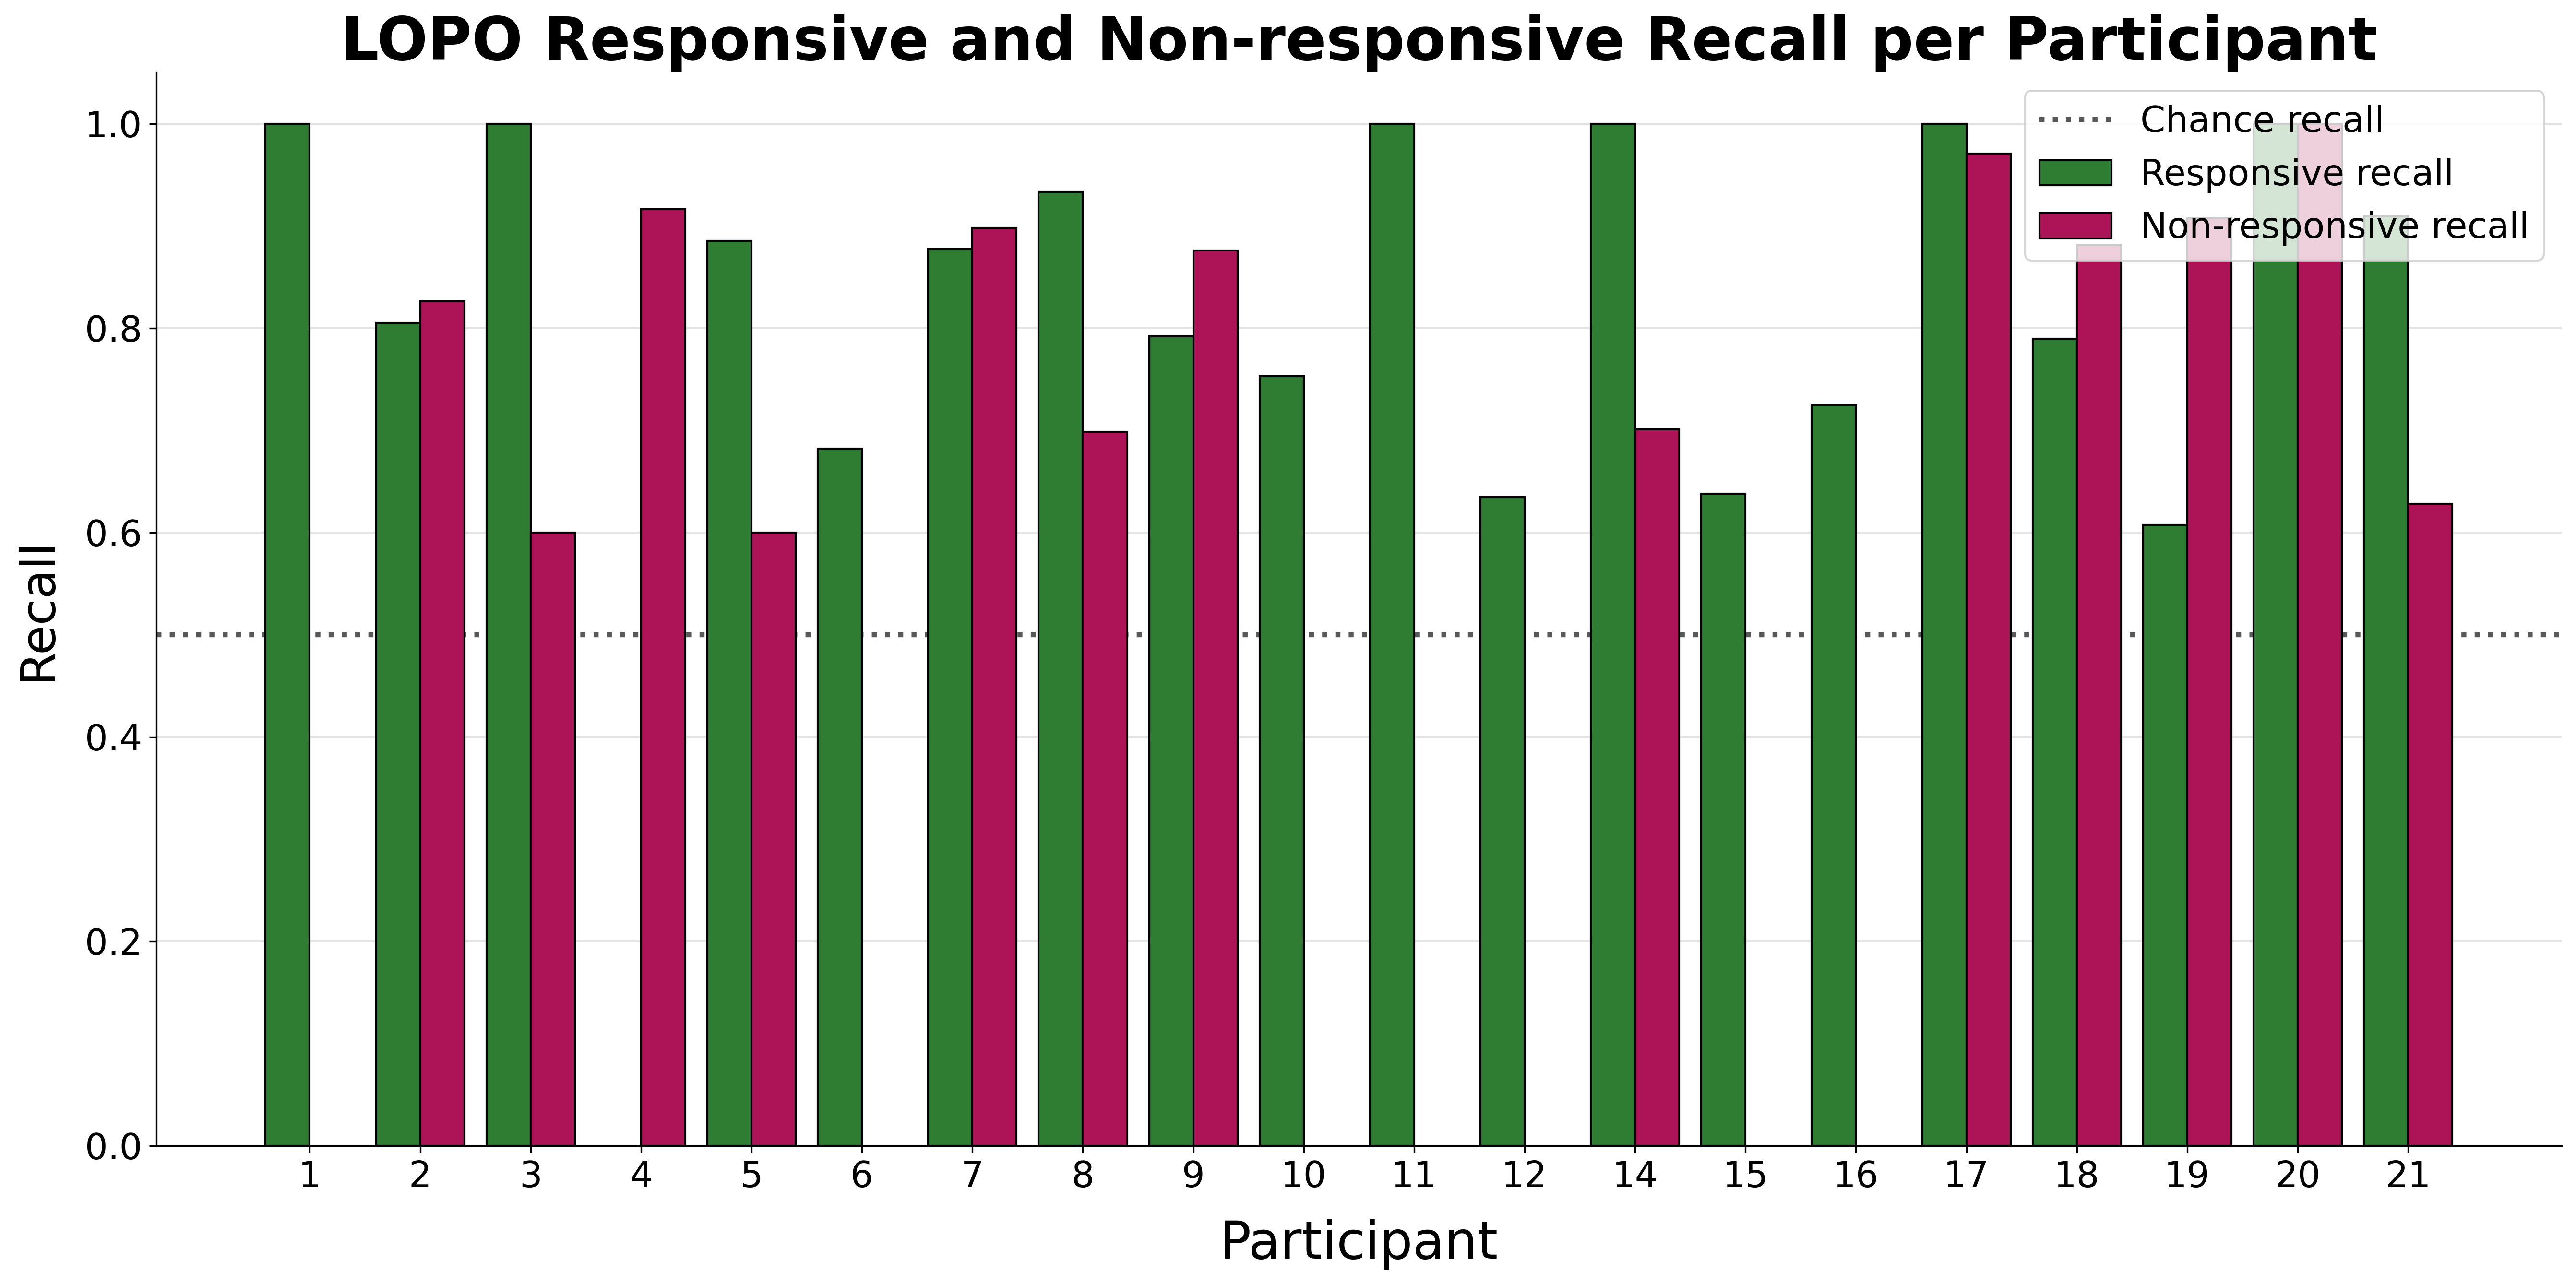 LOPO Responsive and Non-responsive Recall per Participant
Chance recall
Responsive recall
Non-responsive recall
1.0
0.8
0.6
0.4
0.2
0.0
Recall
1 2 3 4 5 6 7 8 9 10 11 12 14 15 16 17 18 19 20 21
Participant